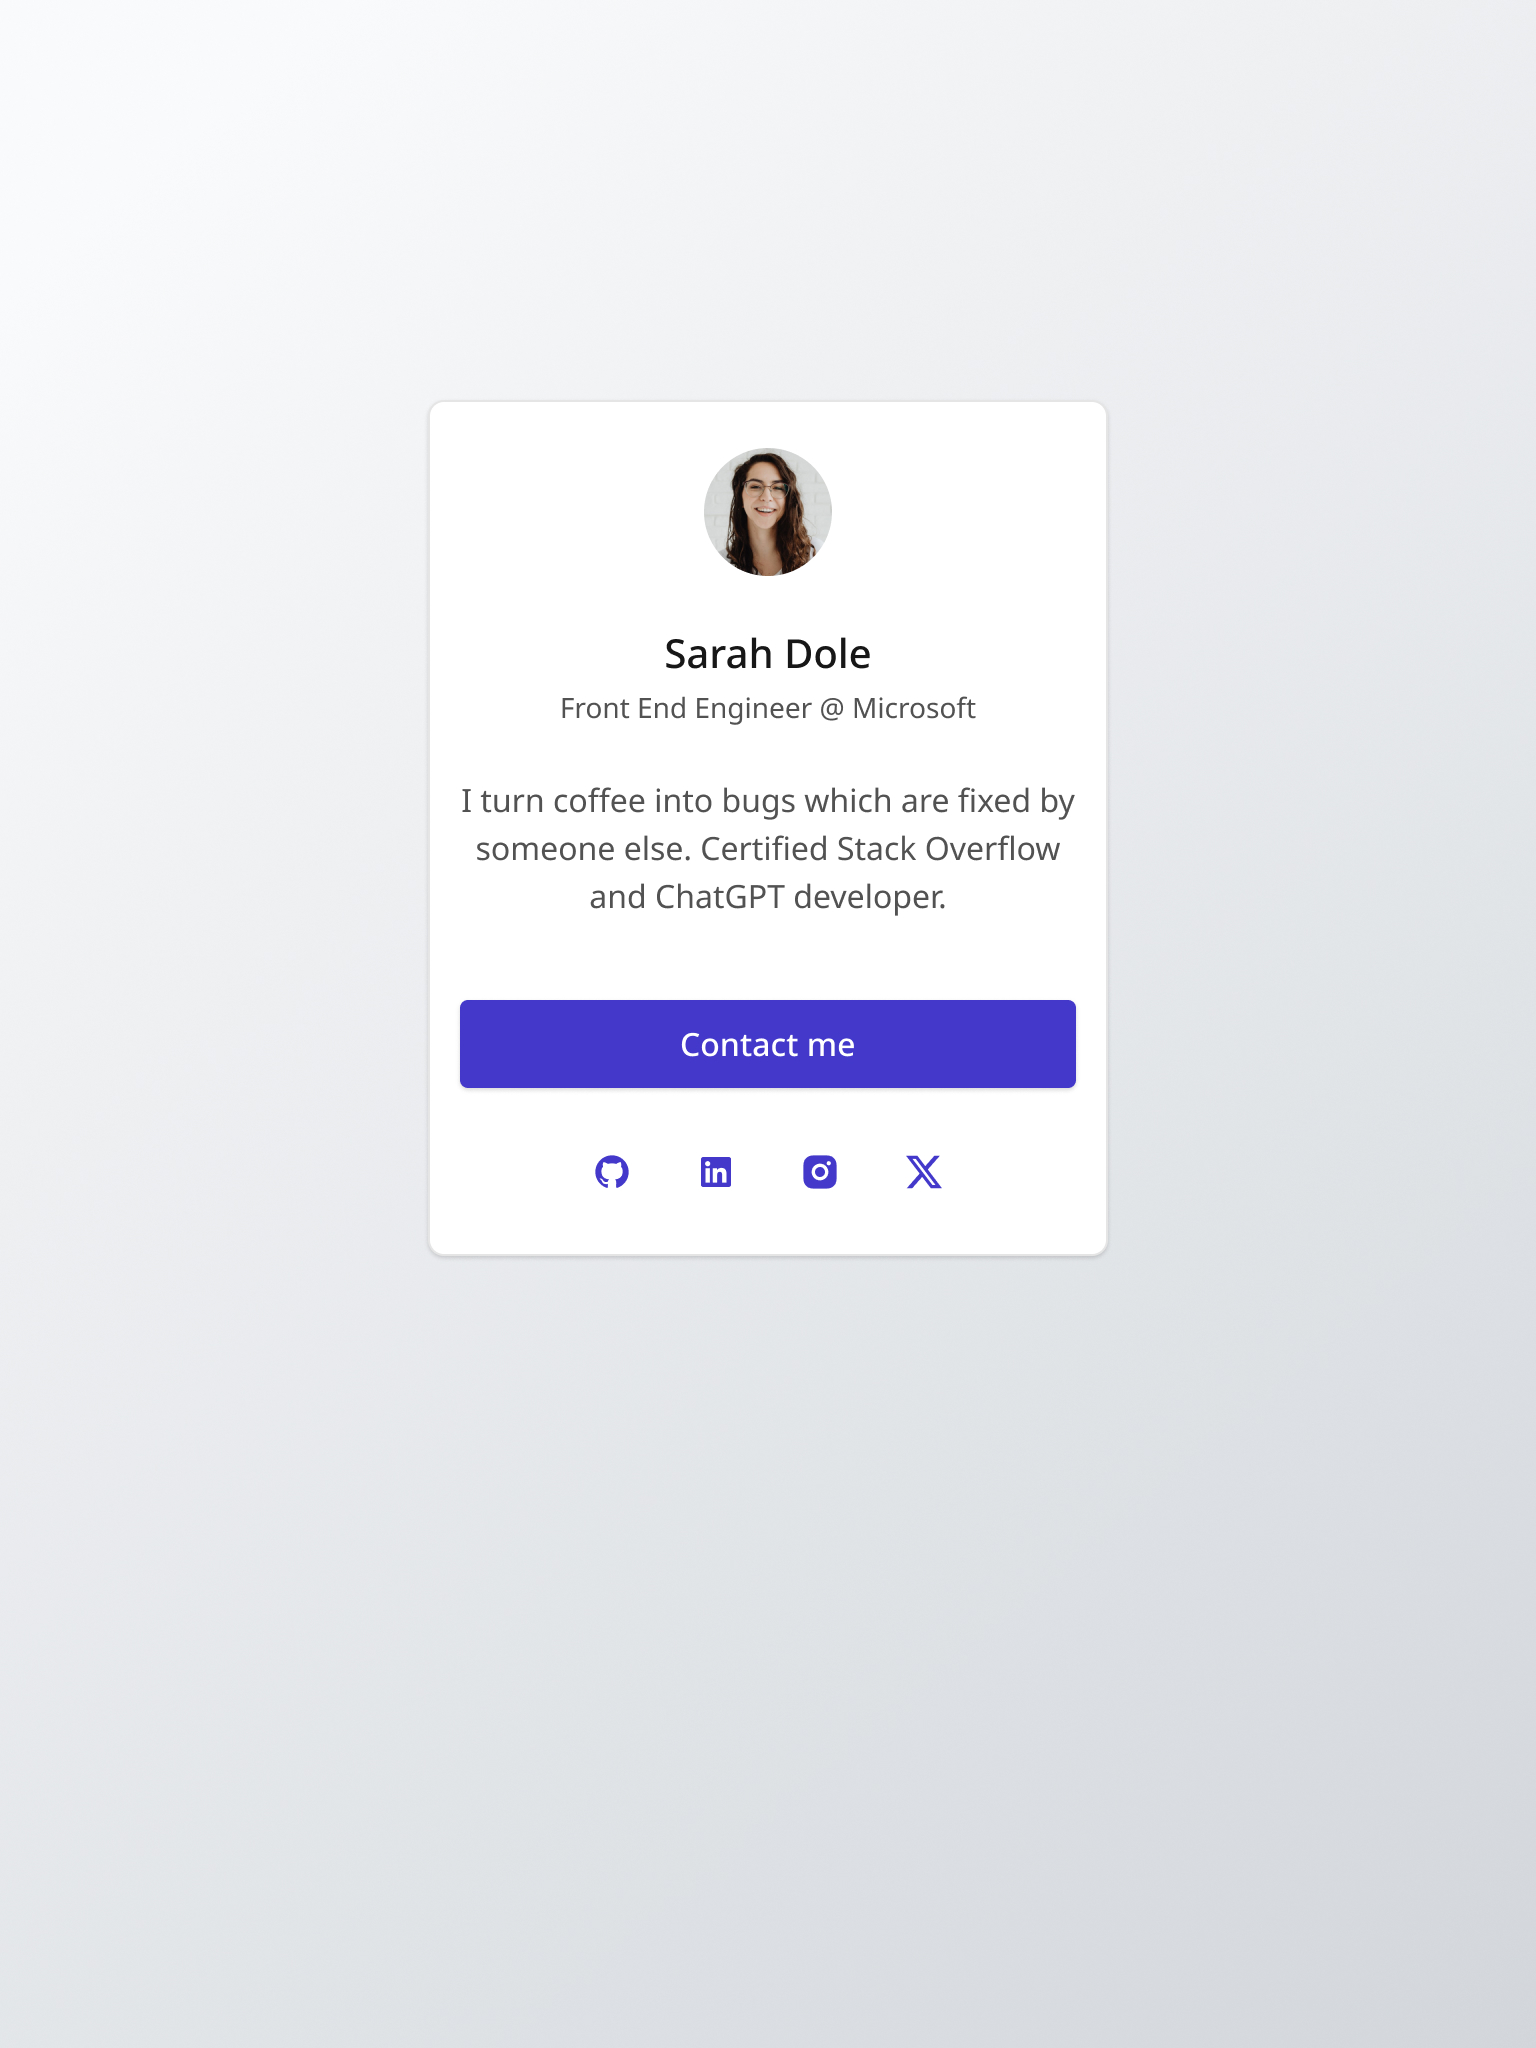 Sarah Dole
Front End Engineer @ Microsoft
I turn coffee into bugs which are fixed by
someone else. Certified Stack Overflow
and ChatGPT developer.
Contact me